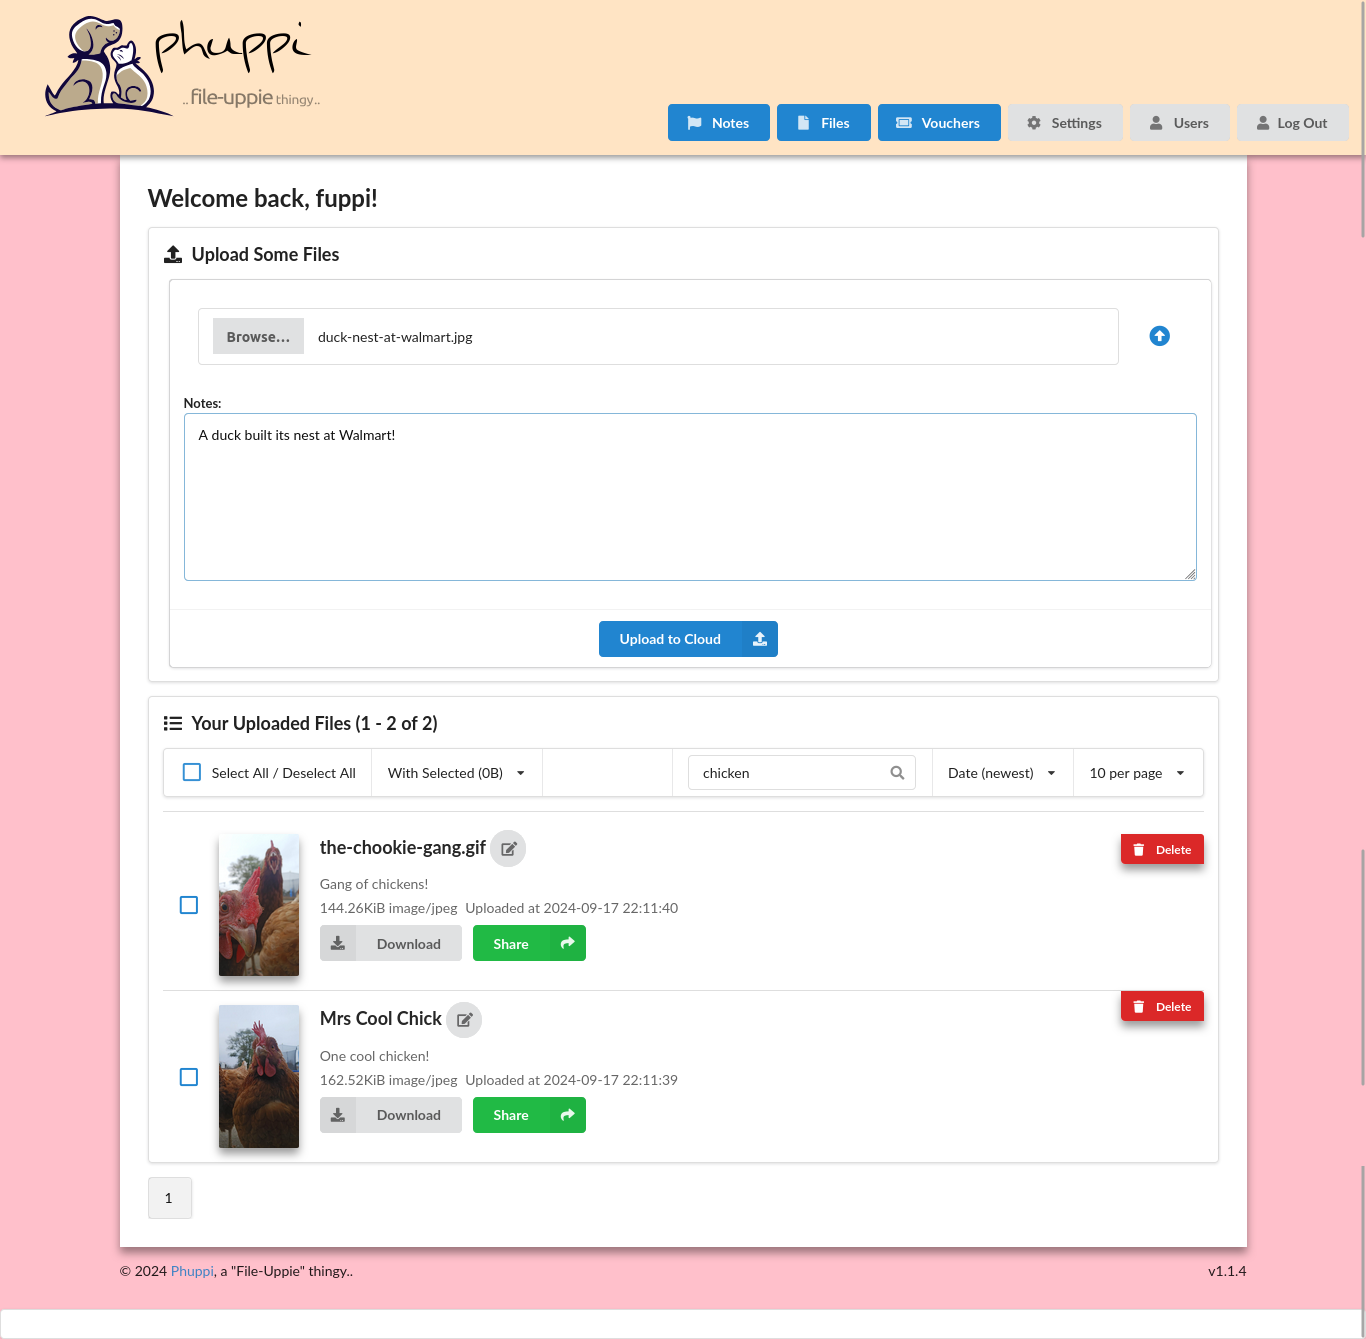 phuppi
..file-uppie thingy..
Notes Files Vouchers Settings Users Log Out
Welcome back, fuppi!
Upload Some Files
Browse... duck-nest-at-walmart.jpg
Notes:
A duck built its nest at Walmart!
Upload to Cloud
Your Uploaded Files (1 - 2 of 2)
Select All / Deselect All With Selected (0B) chicken Date (newest) 10 per page
the-chookie-gang.gif Delete
Gang of chickens!
144.26KiB image/jpeg Uploaded at 2024-09-17 22:11:40
Download Share
Mrs Cool Chick Delete
One cool chicken!
162.52KiB image/jpeg Uploaded at 2024-09-17 22:11:39
Download Share
1
© 2024 Phuppi, a "File-Uppie" thingy.. v1.1.4